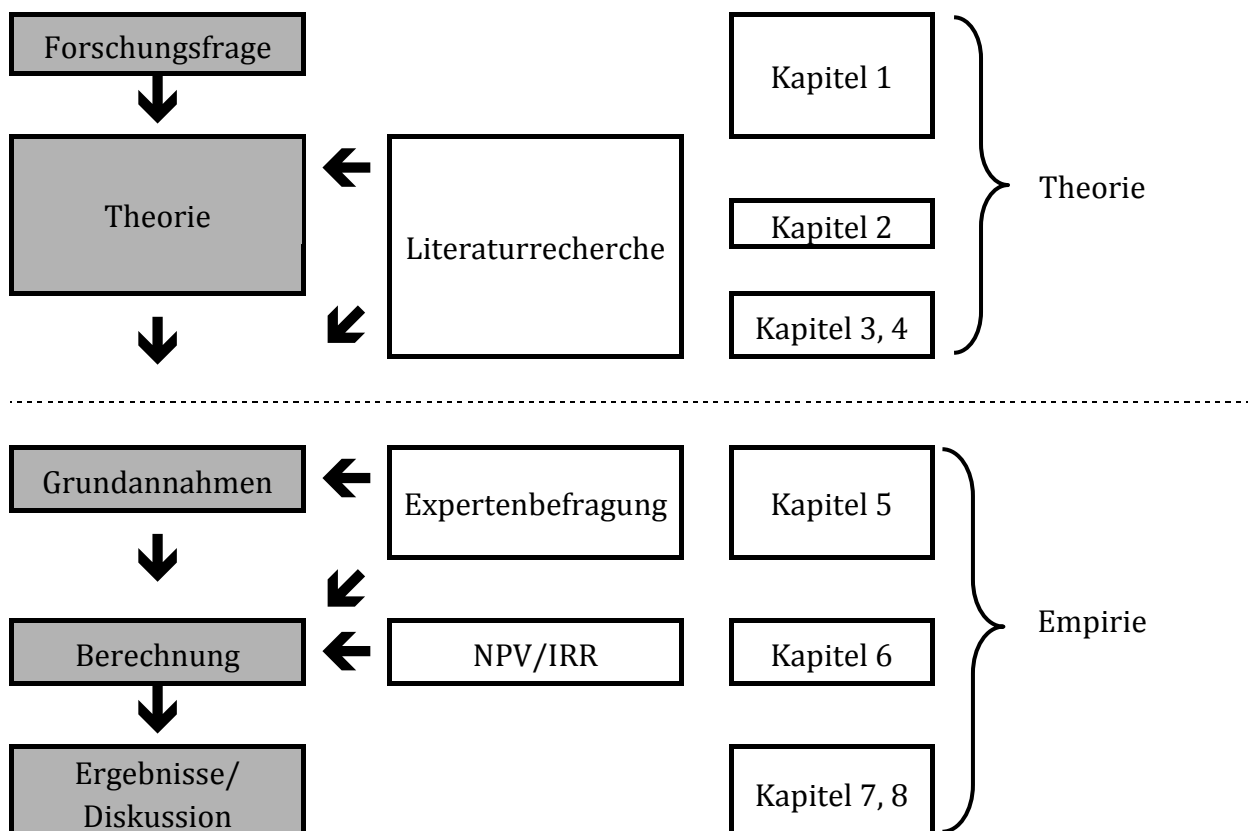 Forschungsfrage
Kapitel 1
Theorie
Literaturrecherche
Kapitel 2
Kapitel 3, 4
Theorie
Grundannahmen
Expertenbefragung
Kapitel 5
Berechnung
NPV/IRR
Kapitel 6
Empirie
Ergebnisse/
Diskussion
Kapitel 7, 8